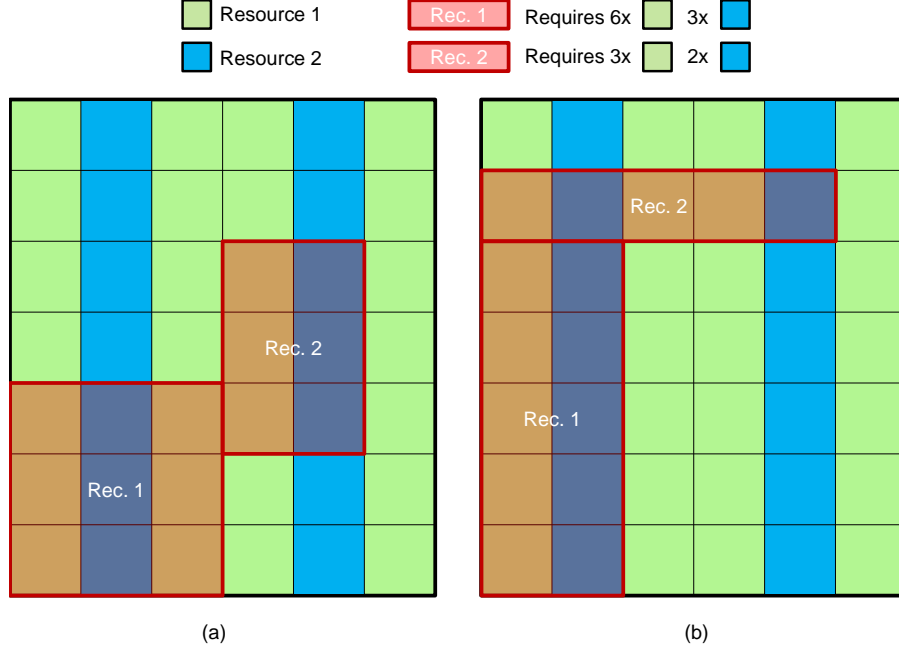 Resource 1 Rec. 1 Requires 6x 3x
Resource 2 Rec. 2 Requires 3x 2x
Rec. 2
Rec. 2
Rec. 1
Rec. 1
(a) (b)